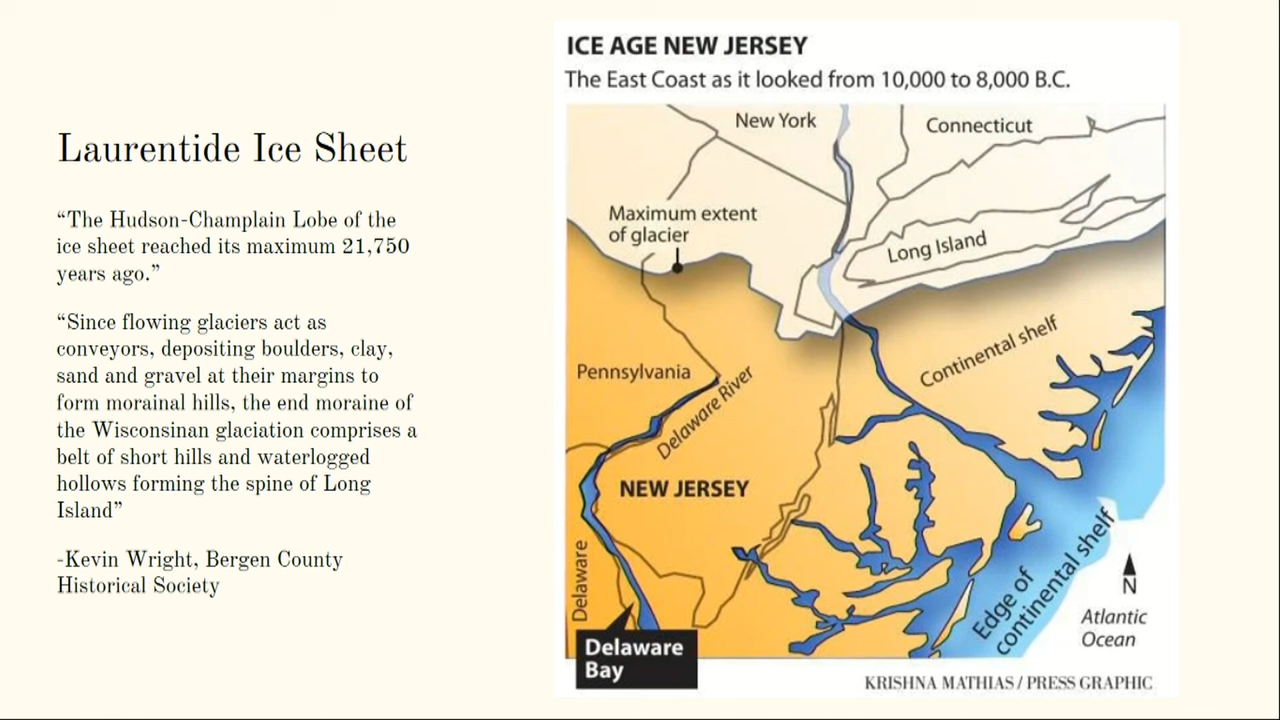 Laurentide Ice Sheet
“The Hudson-Champlain Lobe of the
ice sheet reached its maximum 21,750
years ago.”
“Since flowing glaciers act as
conveyors, depositing boulders, clay,
sand and gravel at their margins to
form morainal hills, the end moraine of
the Wisconsinan glaciation comprises a
belt of short hills and waterlogged
hollows forming the spine of Long
Island”
-Kevin Wright, Bergen County
Historical Society
ICE AGE NEW JERSEY
The East Coast as it looked from 10,000 to 8,000 B.C.
New York
Connecticut
Maximum extent
of glacier
Long Island
Continental shelf
Pennsylvania
Delaware River
NEW JERSEY
Delaware
Edge of
continental shelf
N
Atlantic
Ocean
Delaware
Bay
KRISHNA MATHIAS / PRESS GRAPHIC